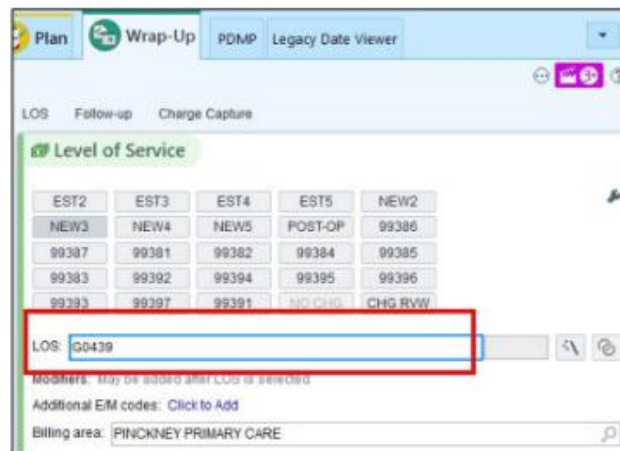 Plan Wrap-Up PDMP Legacy Date Viewer
LOS Follow-up Charge Capture
Level of Service
EST2 EST3 EST4 EST5 NEW2
NEW3 NEW4 NEW5 POST-OP 99386
99387 99381 99382 99384 99385
99383 99392 99394 99395 99396
99393 99397 99391 NO CHG CHG RVW
LOS: G0439
Modifiers: May be added after LOS is selected
Additional E/M codes: Click to Add
Billing area: PINCKNEY PRIMARY CARE